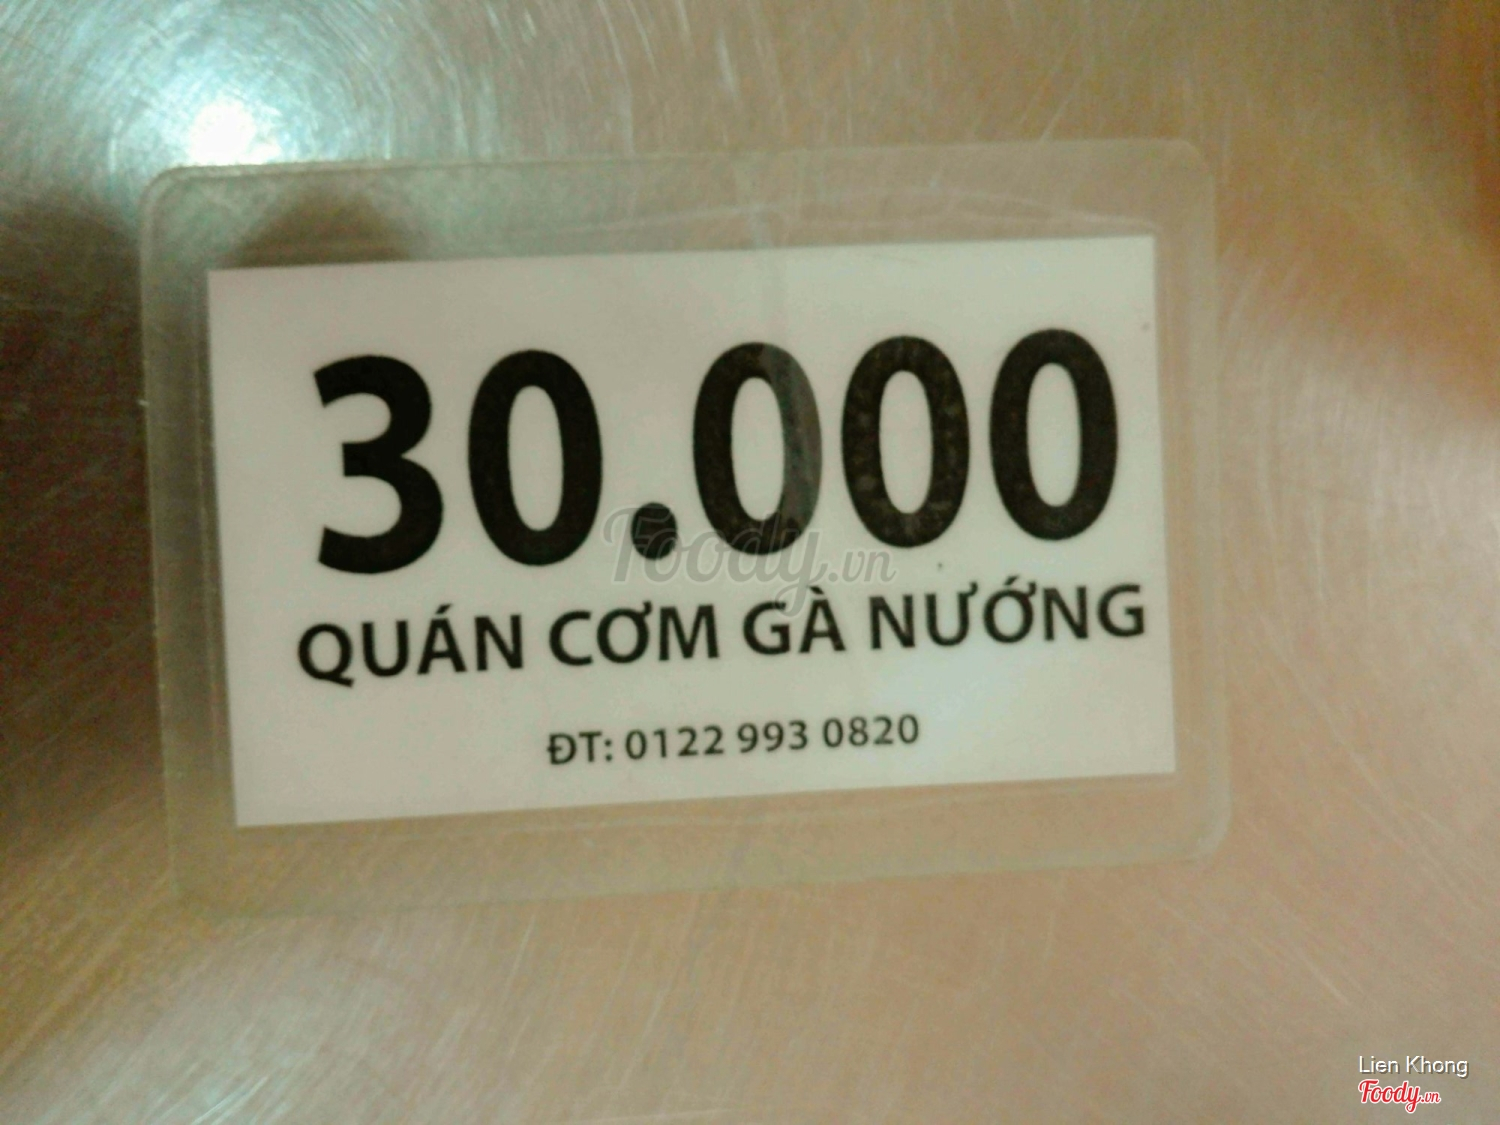 30.000
Foody.vn
QUÁN CƠM GÀ NƯỚNG
ĐT: 0122 993 0820
Lien Khong
Foody.vn